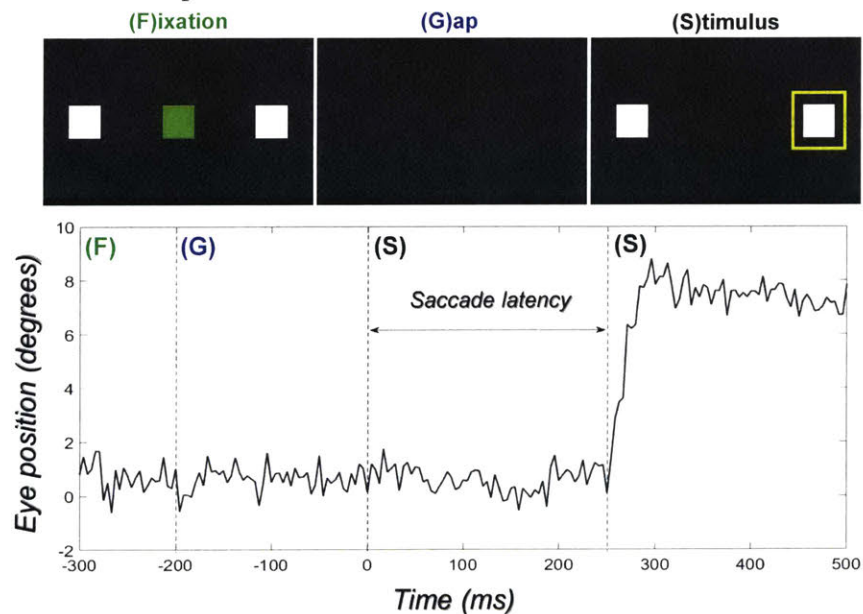 (F)ixation (G)ap (S)timulus
10
8
6
4
2
0
-2
Eye position (degrees)
(F) (G) (S) (S)
Saccade latency
-300 -200 -100 0 100 200 300 400 500
Time (ms)